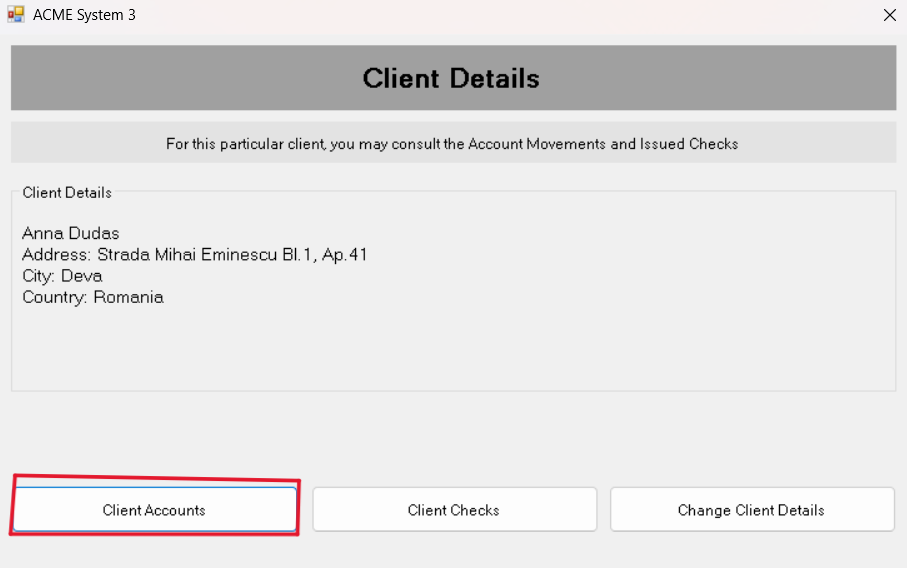 ACME System 3
Client Details
For this particular client, you may consult the Account Movements and Issued Checks
Client Details
Anna Dudas
Address: Strada Mihai Eminescu Bl.1, Ap.41
City: Deva
Country: Romania
Client Accounts
Client Checks
Change Client Details